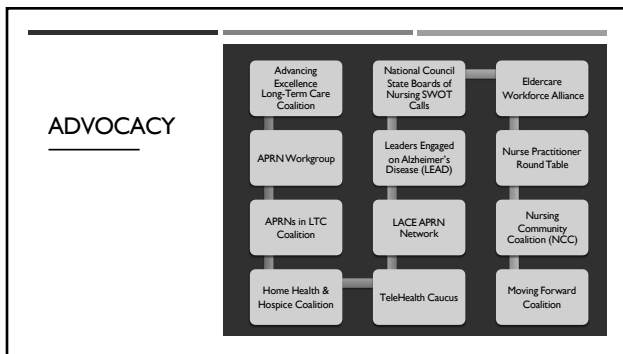 ADVOCACY
Advancing
Excellence
Long-Term Care
Coalition
APRN Workgroup
APRNs in LTC
Coalition
Home Health &
Hospice Coalition
TeleHealth Caucus
LACE APRN
Network
Leaders Engaged
on Alzheimer's
Disease (LEAD)
National Council
State Boards of
Nursing SWOT
Calls
Eldercare
Workforce Alliance
Nurse Practitioner
Round Table
Nursing
Community
Coalition (NCC)
Moving Forward
Coalition